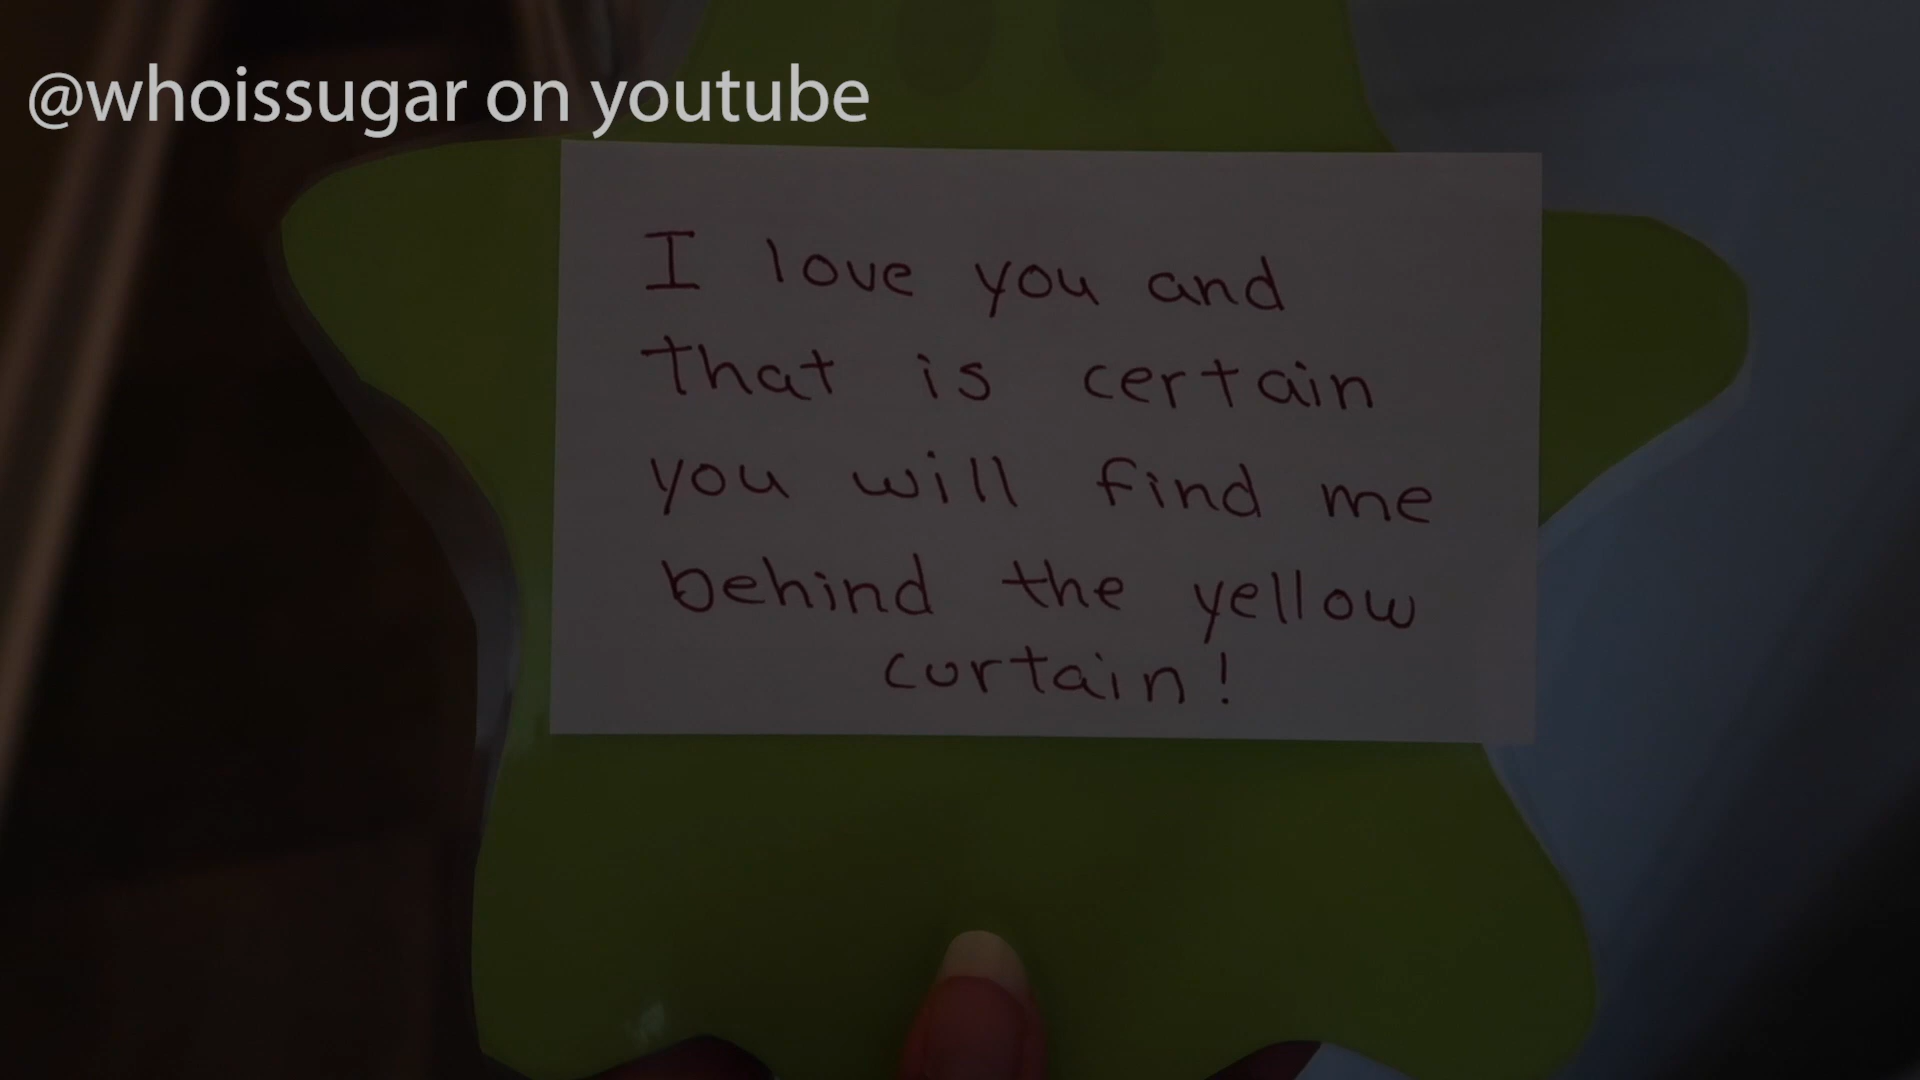 @whoissugar on youtube
I love you and
that is certain
you will find me
behind the yellow
curtain!